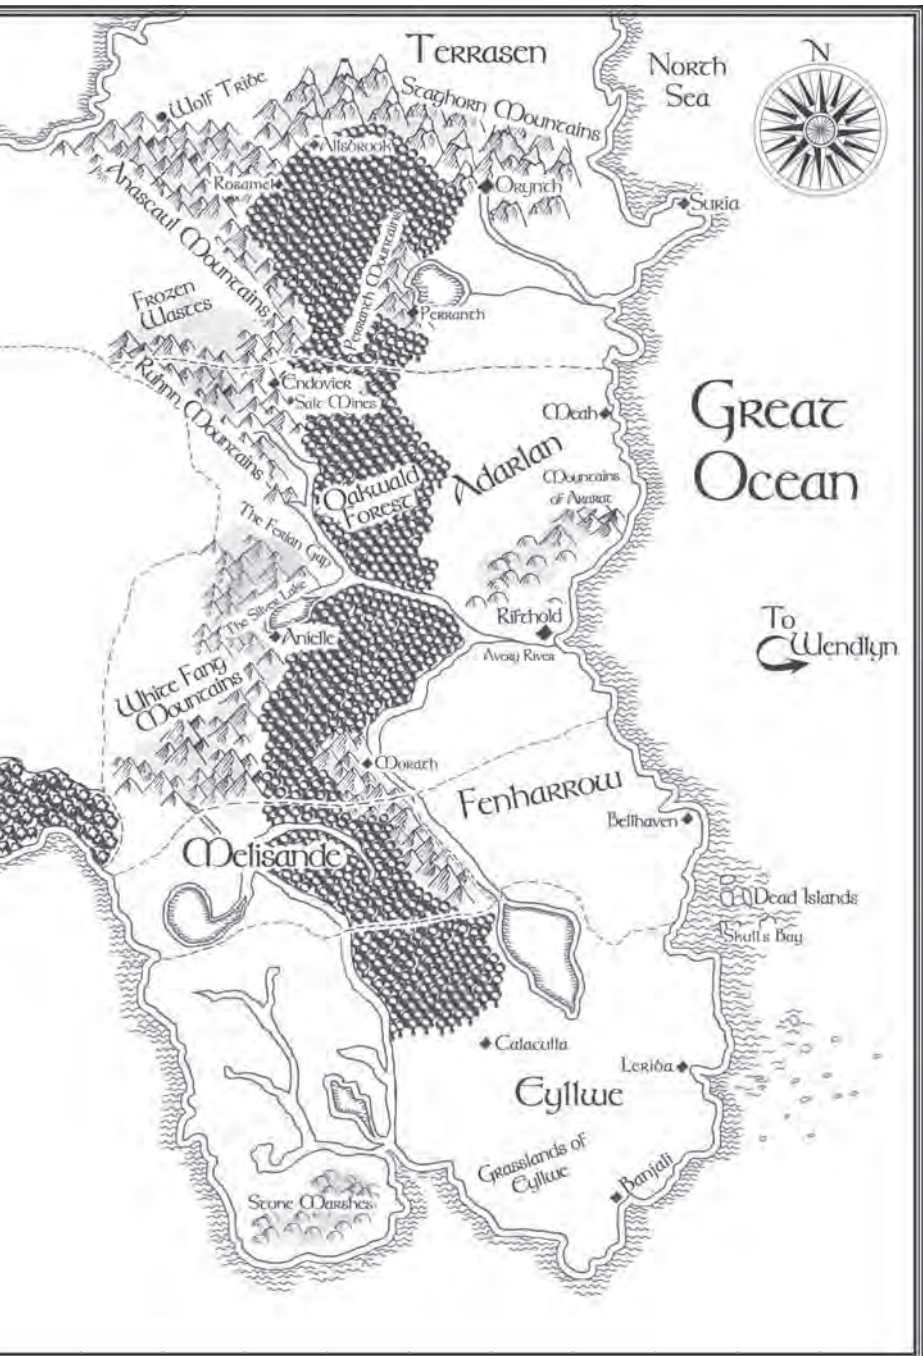 Terrasen
North
Sea
N
Wolf Tribe
Staghorn Mountains
Allsbrook
Rosamel
Orynth
Suria
Anascaul Mountains
Perranth Mountains
Frozen
Wastes
Perranth
Endovier
Salt Mines
Ruhnn Mountains
Meah
Great
Ocean
Adarlan
Oakwald
Forest
Mountains
of Ararat
The Ferian Gap
The Silver Lake
Rifthold
Anielle
Avery River
To
Wendlyn
White Fang
Mountains
Morath
Fenharrow
Bellhaven
Melisande
Dead Islands
Skull's Bay
Calaculla
Leriba
Eyllwe
Grasslands of
Eyllwe
Banjali
Stone Marshes